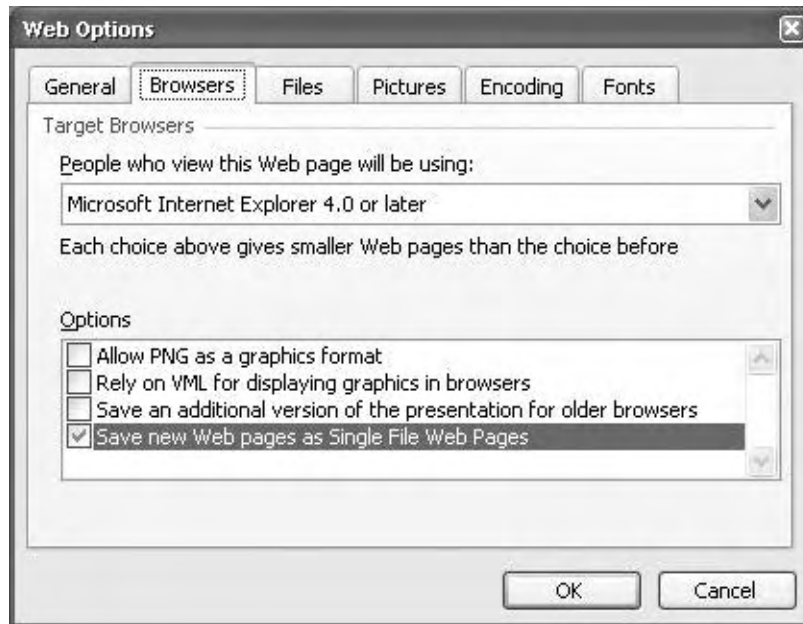 Web Options
General Browsers Files Pictures Encoding Fonts
Target Browsers
People who view this Web page will be using:
Microsoft Internet Explorer 4.0 or later
Each choice above gives smaller Web pages than the choice before
Options
Allow PNG as a graphics format
Rely on VML for displaying graphics in browsers
Save an additional version of the presentation for older browsers
Save new Web pages as Single File Web Pages
OK Cancel